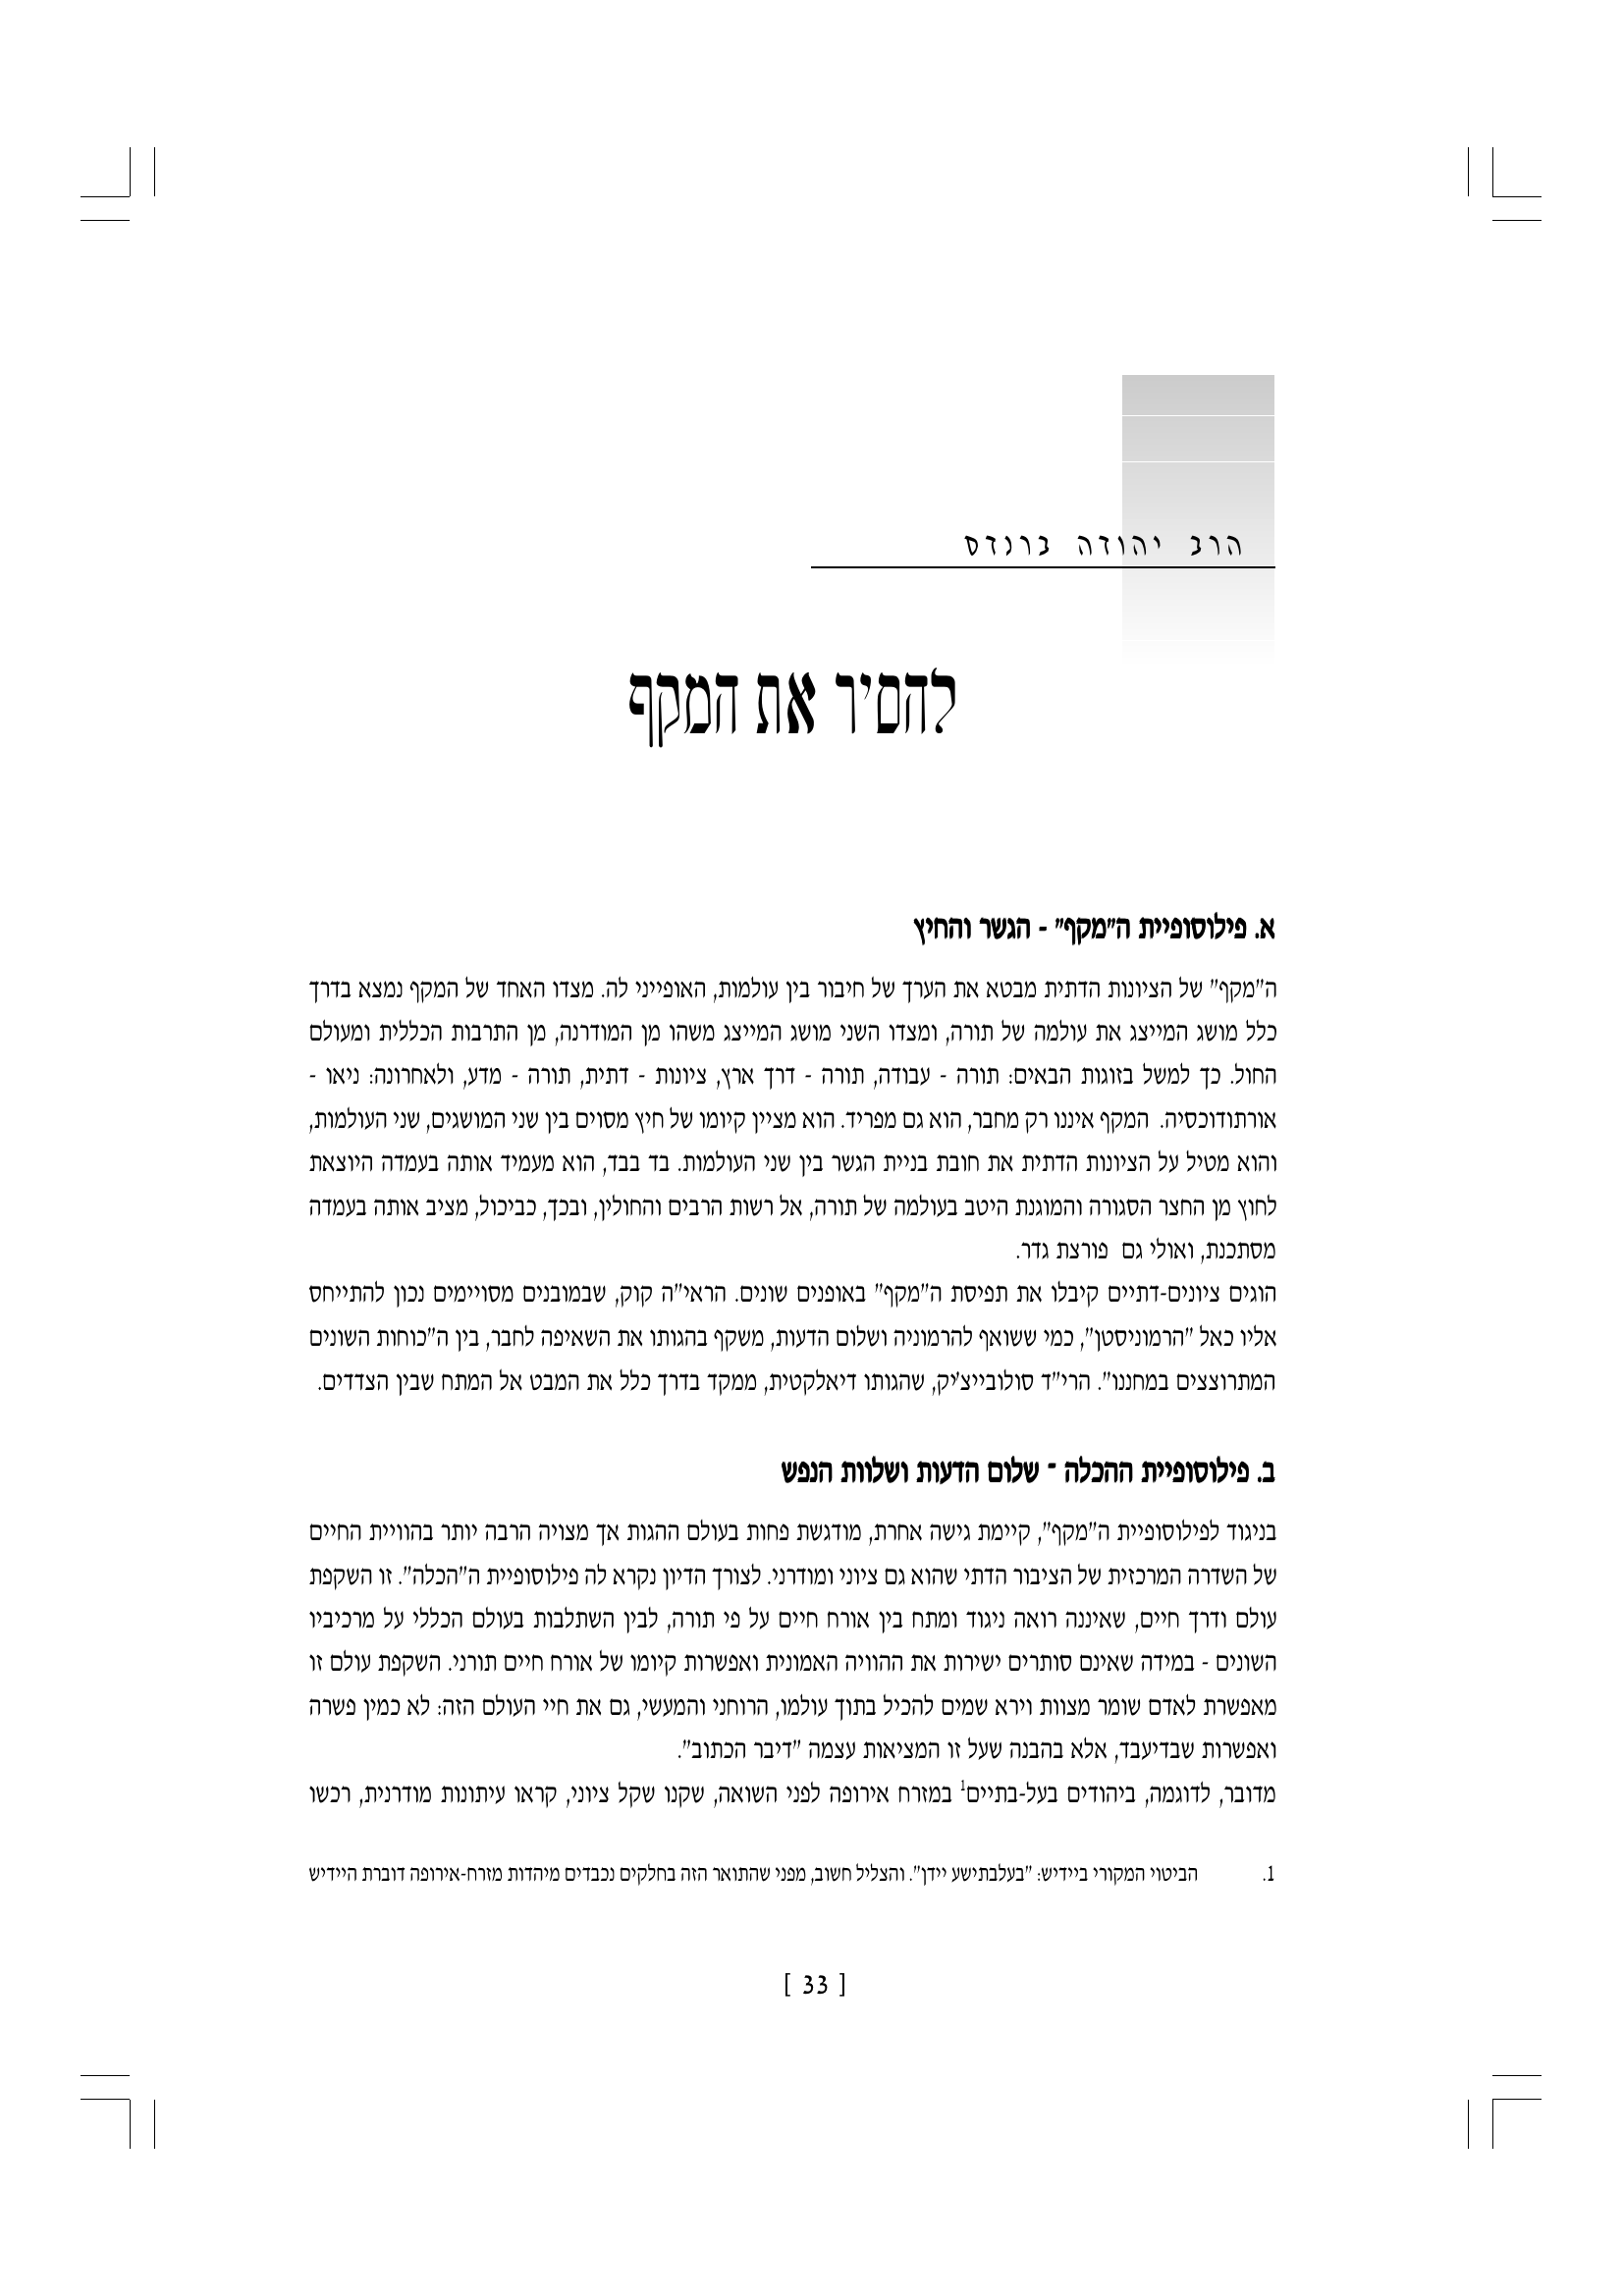 הרב יהודה ברנדס
להסיר את המקף
א. פילוסופיית ה"מקף" - הגשר והחיץ
ה"מקף" של הציונות הדתית מבטא את הערך של חיבור בין עולמות, האופייני לה. מצדו האחד של המקף נמצא בדרך
כלל מושג המייצג את עולמה של תורה, ומצדו השני מושג המייצג משהו מן המודרנה, מן התרבות הכללית ומעולם
החול. כך למשל בזוגות הבאים: תורה - עבודה, תורה - דרך ארץ, ציונות - דתית, תורה - מדע, ולאחרונה: ניאו -
אורתודוכסיה. המקף איננו רק מחבר, הוא גם מפריד. הוא מציין קיומו של חיץ מסוים בין שני המושגים, שני העולמות,
והוא מטיל על הציונות הדתית את חובת בניית הגשר בין שני העולמות. בד בבד, הוא מעמיד אותה בעמדה היוצאת
לחוץ מן החצר הסגורה והמוגנת היטב בעולמה של תורה, אל רשות הרבים והחולין, ובכך, כביכול, מציב אותה בעמדה
מסתכנת, ואולי גם פורצת גדר.
הוגים ציונים-דתיים קיבלו את תפיסת ה"מקף" באופנים שונים. הראי"ה קוק, שבמובנים מסויימים נכון להתייחס
אליו כאל "הרמוניסטן", כמי ששואף להרמוניה ושלום הדעות, משקף בהגותו את השאיפה לחבר, בין ה"כוחות השונים
המתרוצצים במחננו". הרי"ד סולובייצ'יק, שהגותו דיאלקטית, ממקד בדרך כלל את המבט אל המתח שבין הצדדים.
ב. פילוסופיית ההכלה - שלום הדעות ושלוות הנפש
בניגוד לפילוסופיית ה"מקף", קיימת גישה אחרת, מודגשת פחות בעולם ההגות אך מצויה הרבה יותר בהוויית החיים
של השדרה המרכזית של הציבור הדתי שהוא גם ציוני ומודרני. לצורך הדיון נקרא לה פילוסופיית ה"הכלה". זו השקפת
עולם ודרך חיים, שאיננה רואה ניגוד ומתח בין אורח חיים על פי תורה, לבין השתלבות בעולם הכללי על מרכיביו
השונים - במידה שאינם סותרים ישירות את ההוויה האמונית ואפשרות קיומו של אורח חיים תורני. השקפת עולם זו
מאפשרת לאדם שומר מצוות וירא שמים להכיל בתוך עולמו, הרוחני והמעשי, גם את חיי העולם הזה: לא כמין פשרה
ואפשרות שבדיעבד, אלא בהבנה שעל זו המציאות עצמה "דיבר הכתוב".
מדובר, לדוגמה, ביהודים בעל-בתיים1 במזרח אירופה לפני השואה, שקנו שקל ציוני, קראו עיתונות מודרנית, רכשו
1. הביטוי המקורי ביידיש: "בעלבתישע יידן". והצליל חשוב, מפני שהתואר הזה בחלקים נכבדים מיהדות מזרח-אירופה דוברת היידיש
[ 33 ]